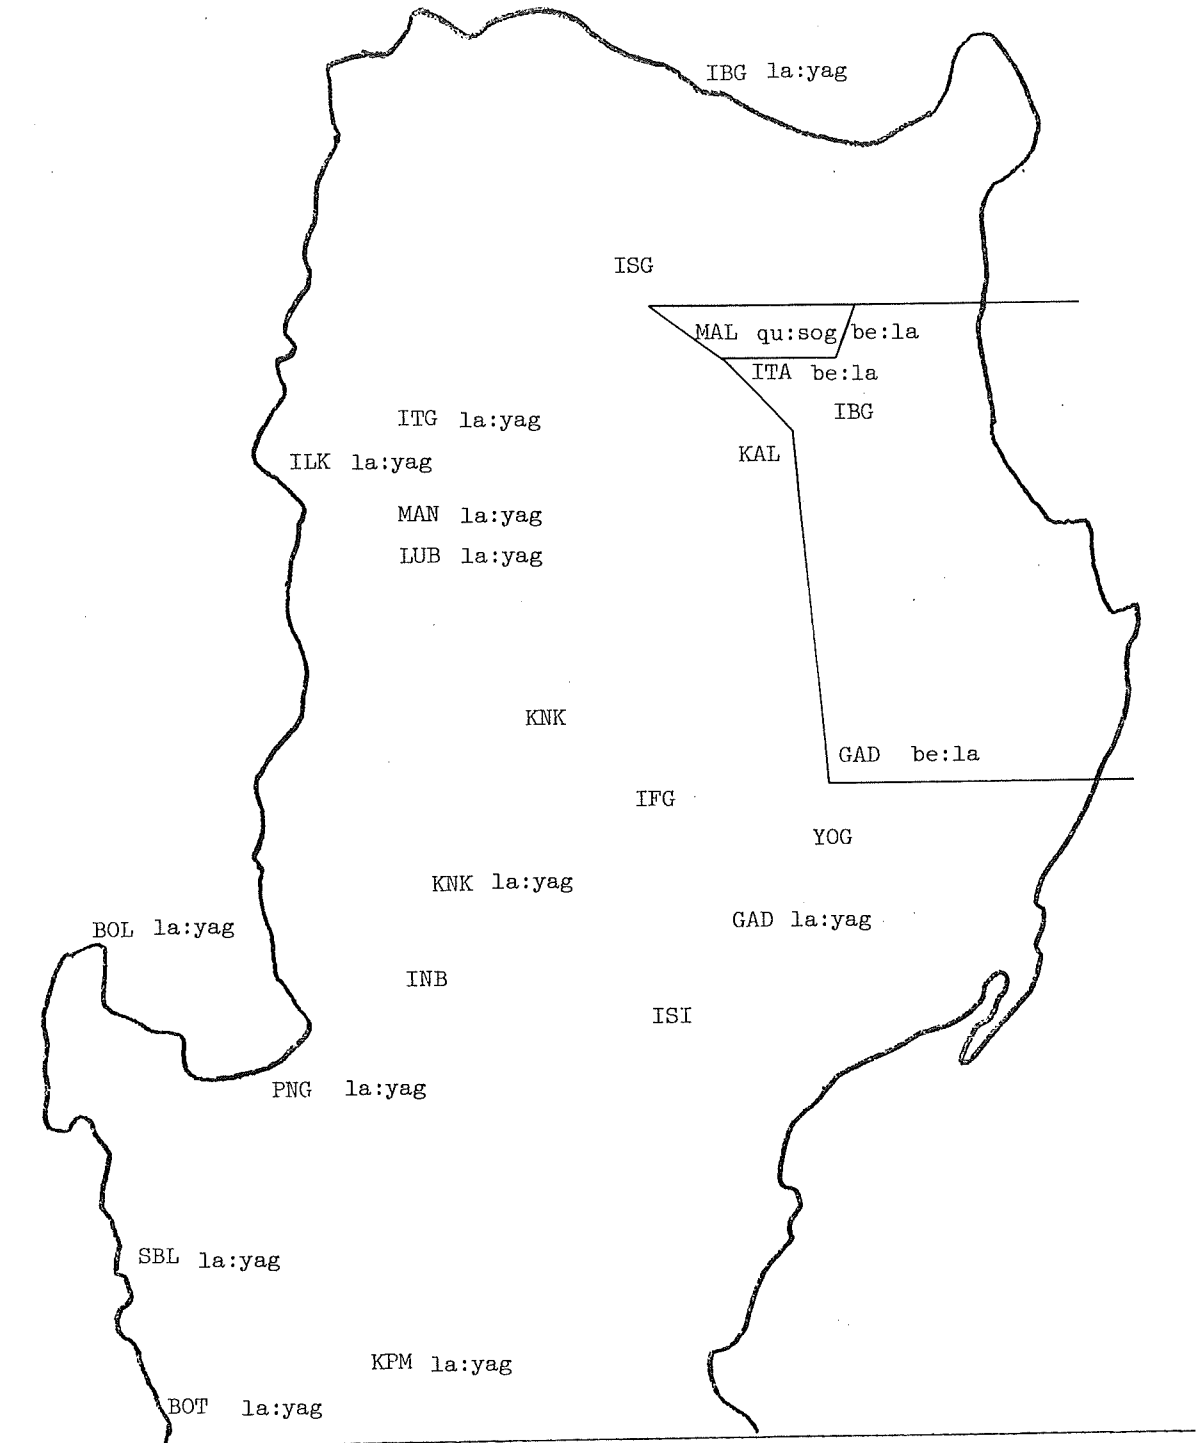 IBG la:yag
ISG
MAL qu:sog be:la
ITA be:la
IBG
ITG la:yag
KAL
ILK la:yag
MAN la:yag
LUB la:yag
KNK
GAD be:la
IFG
YOG
KNK la:yag
GAD la:yag
BOL la:yag
INB
ISI
PNG la:yag
SBL la:yag
KPM la:yag
BOT la:yag